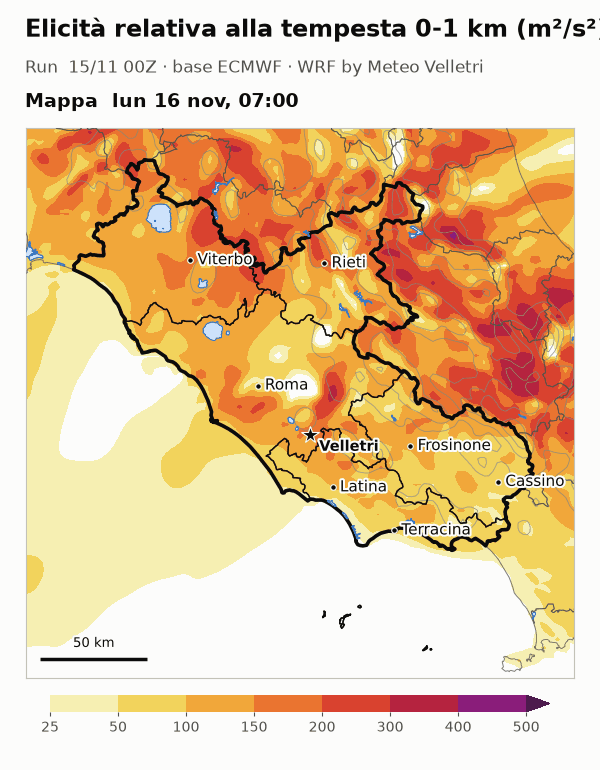 Elicità relativa alla tempesta 0-1 km (m²/s²)
Run 15/11 00Z · base ECMWF · WRF by Meteo Velletri
Mappa lun 16 nov, 07:00
Viterbo
Rieti
Roma
Velletri
Frosinone
Cassino
Latina
Terracina
50 km
25 50 100 150 200 300 400 500